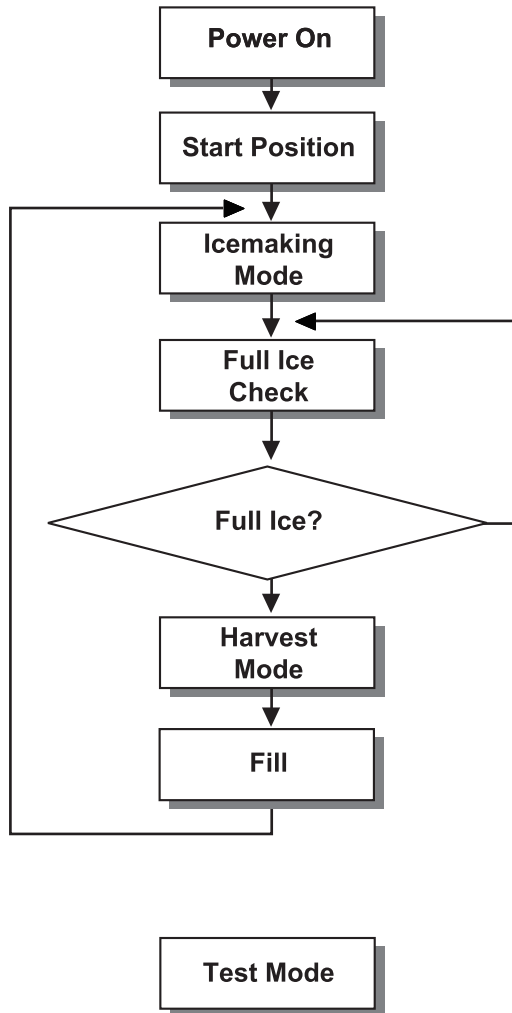 Power On
Start Position
Icemaking
Mode
Full Ice
Check
Full Ice?
Harvest
Mode
Fill
Test Mode